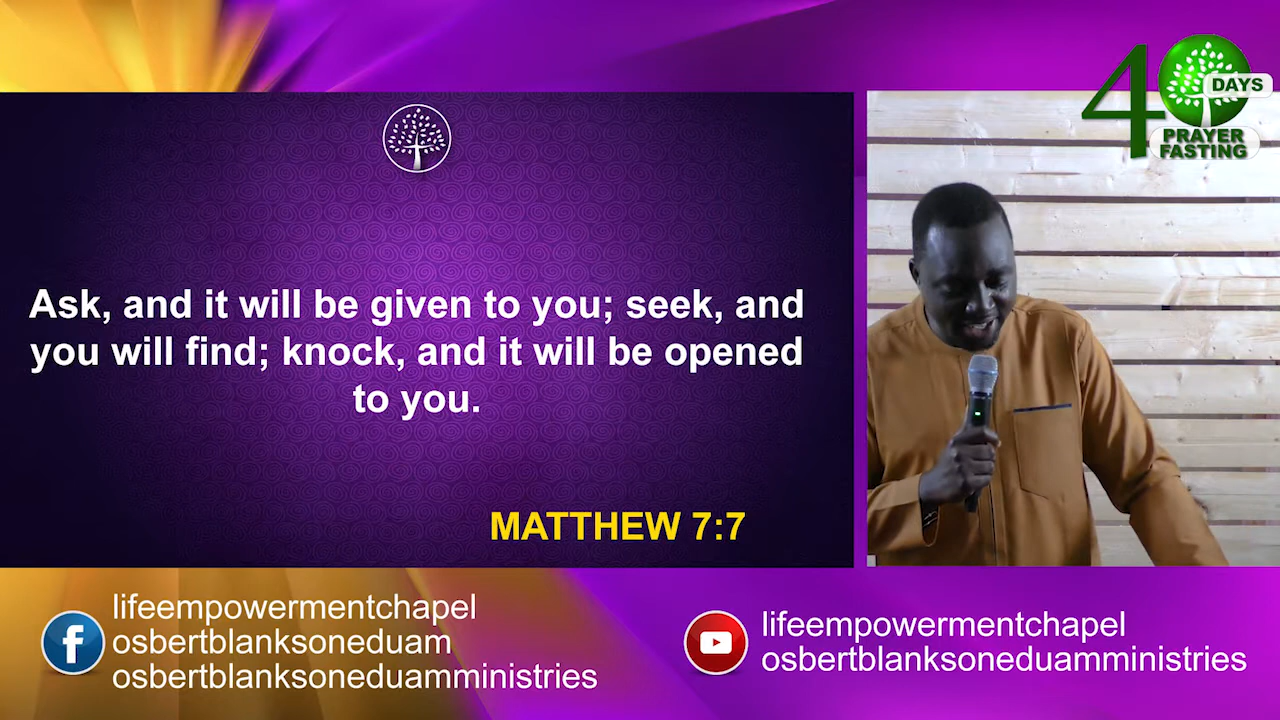 Ask, and it will be given to you; seek, and
you will find; knock, and it will be opened
to you.
MATTHEW 7:7
40
DAYS
PRAYER
FASTING
lifeempowermentchapel
osbertblanksoneduam
osbertblanksoneduamministries
lifeempowermentchapel
osbertblanksoneduamministries